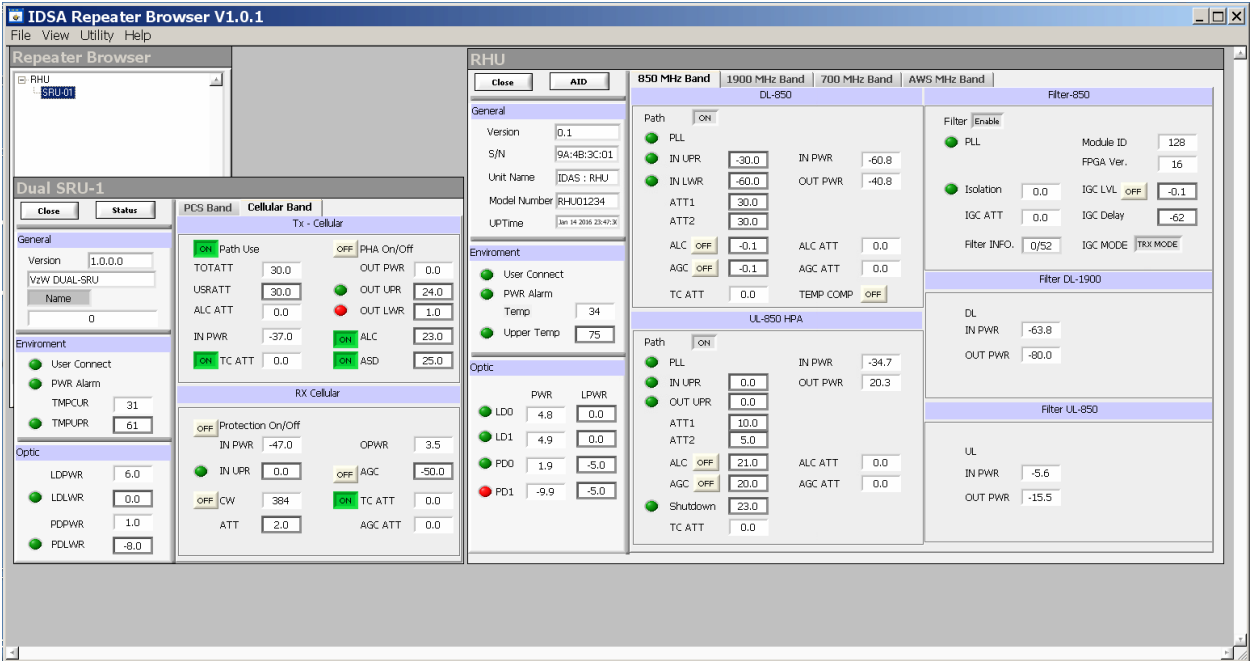 IDSA Repeater Browser V1.0.1
File View Utility Help
Repeater Browser
RHU
SRU-01
Dual SRU-1
Close Status
General
Version 1.0.0.0
VzW DUAL-SRU
Name
0
Enviroment
User Connect
PWR Alarm
TMPCUR 31
TMPUPR 61
Optic
LDPWR 6.0
LDLWR 0.0
PDPWR 1.0
PDLWR -8.0
PCS Band Cellular Band
Tx - Cellular
ON Path Use OFF PHA On/Off
TOTATT 30.0 OUT PWR 0.0
USRATT 30.0 OUT UPR 24.0
ALC ATT 0.0 OUT LWR 1.0
IN PWR -37.0 ON ALC 23.0
ON TC ATT 0.0 ON ASD 25.0
RX Cellular
OFF Protection On/Off
IN PWR -47.0 OPWR 3.5
IN UPR 0.0 OFF AGC -50.0
OFF CW 384 ON TC ATT 0.0
ATT 2.0 AGC ATT 0.0
RHU
Close AID
General
Version 0.1
S/N 9A:4B:3C:01
Unit Name IDAS : RHU
Model Number RHU01234
UPTime Jan 14 2016 23:47:3
Enviroment
User Connect
PWR Alarm
Temp 34
Upper Temp 75
Optic
PWR LPWR
LD0 4.8 0.0
LD1 4.9 0.0
PD0 1.9 -5.0
PD1 -9.9 -5.0
850 MHz Band 1900 MHz Band 700 MHz Band AWS MHz Band
DL-850
Path ON
PLL
IN UPR -30.0 IN PWR -60.8
IN LWR -60.0 OUT PWR -40.8
ATT1 30.0
ATT2 30.0
ALC OFF -0.1 ALC ATT 0.0
AGC OFF -0.1 AGC ATT 0.0
TC ATT 0.0 TEMP COMP OFF
UL-850 HPA
Path ON
PLL IN PWR -34.7
IN UPR 0.0 OUT PWR 20.3
OUT UPR 0.0
ATT1 10.0
ATT2 5.0
ALC OFF 21.0 ALC ATT 0.0
AGC OFF 20.0 AGC ATT 0.0
Shutdown 23.0
TC ATT 0.0
Filter-850
Filter Enable
PLL Module ID 128
FPGA Ver. 16
Isolation 0.0 IGC LVL OFF -0.1
IGC ATT 0.0 IGC Delay -62
Filter INFO. 0/52 IGC MODE TRX MODE
Filter DL-1900
DL
IN PWR -63.8
OUT PWR -80.0
Filter UL-850
UL
IN PWR -5.6
OUT PWR -15.5